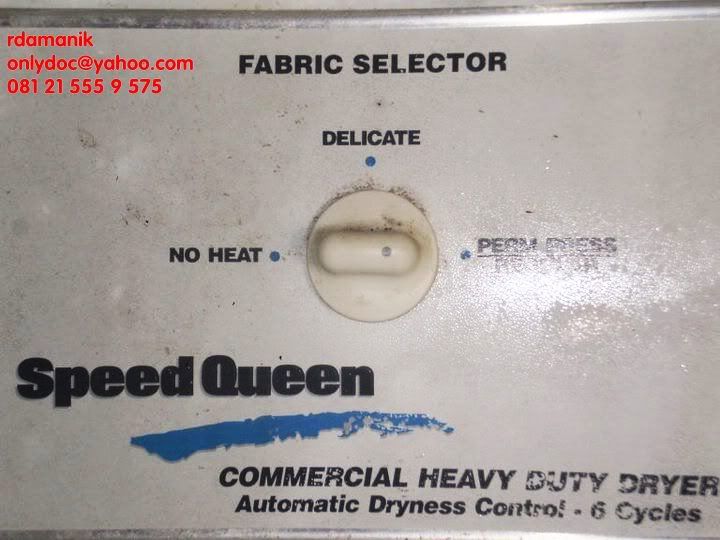 rdamanik
onlydoc@yahoo.com
081 21 555 9 575
FABRIC SELECTOR
DELICATE
NO HEAT
PERM PRESS
REGULAR
Speed Queen
COMMERCIAL HEAVY DUTY DRYER
Automatic Dryness Control - 6 Cycles